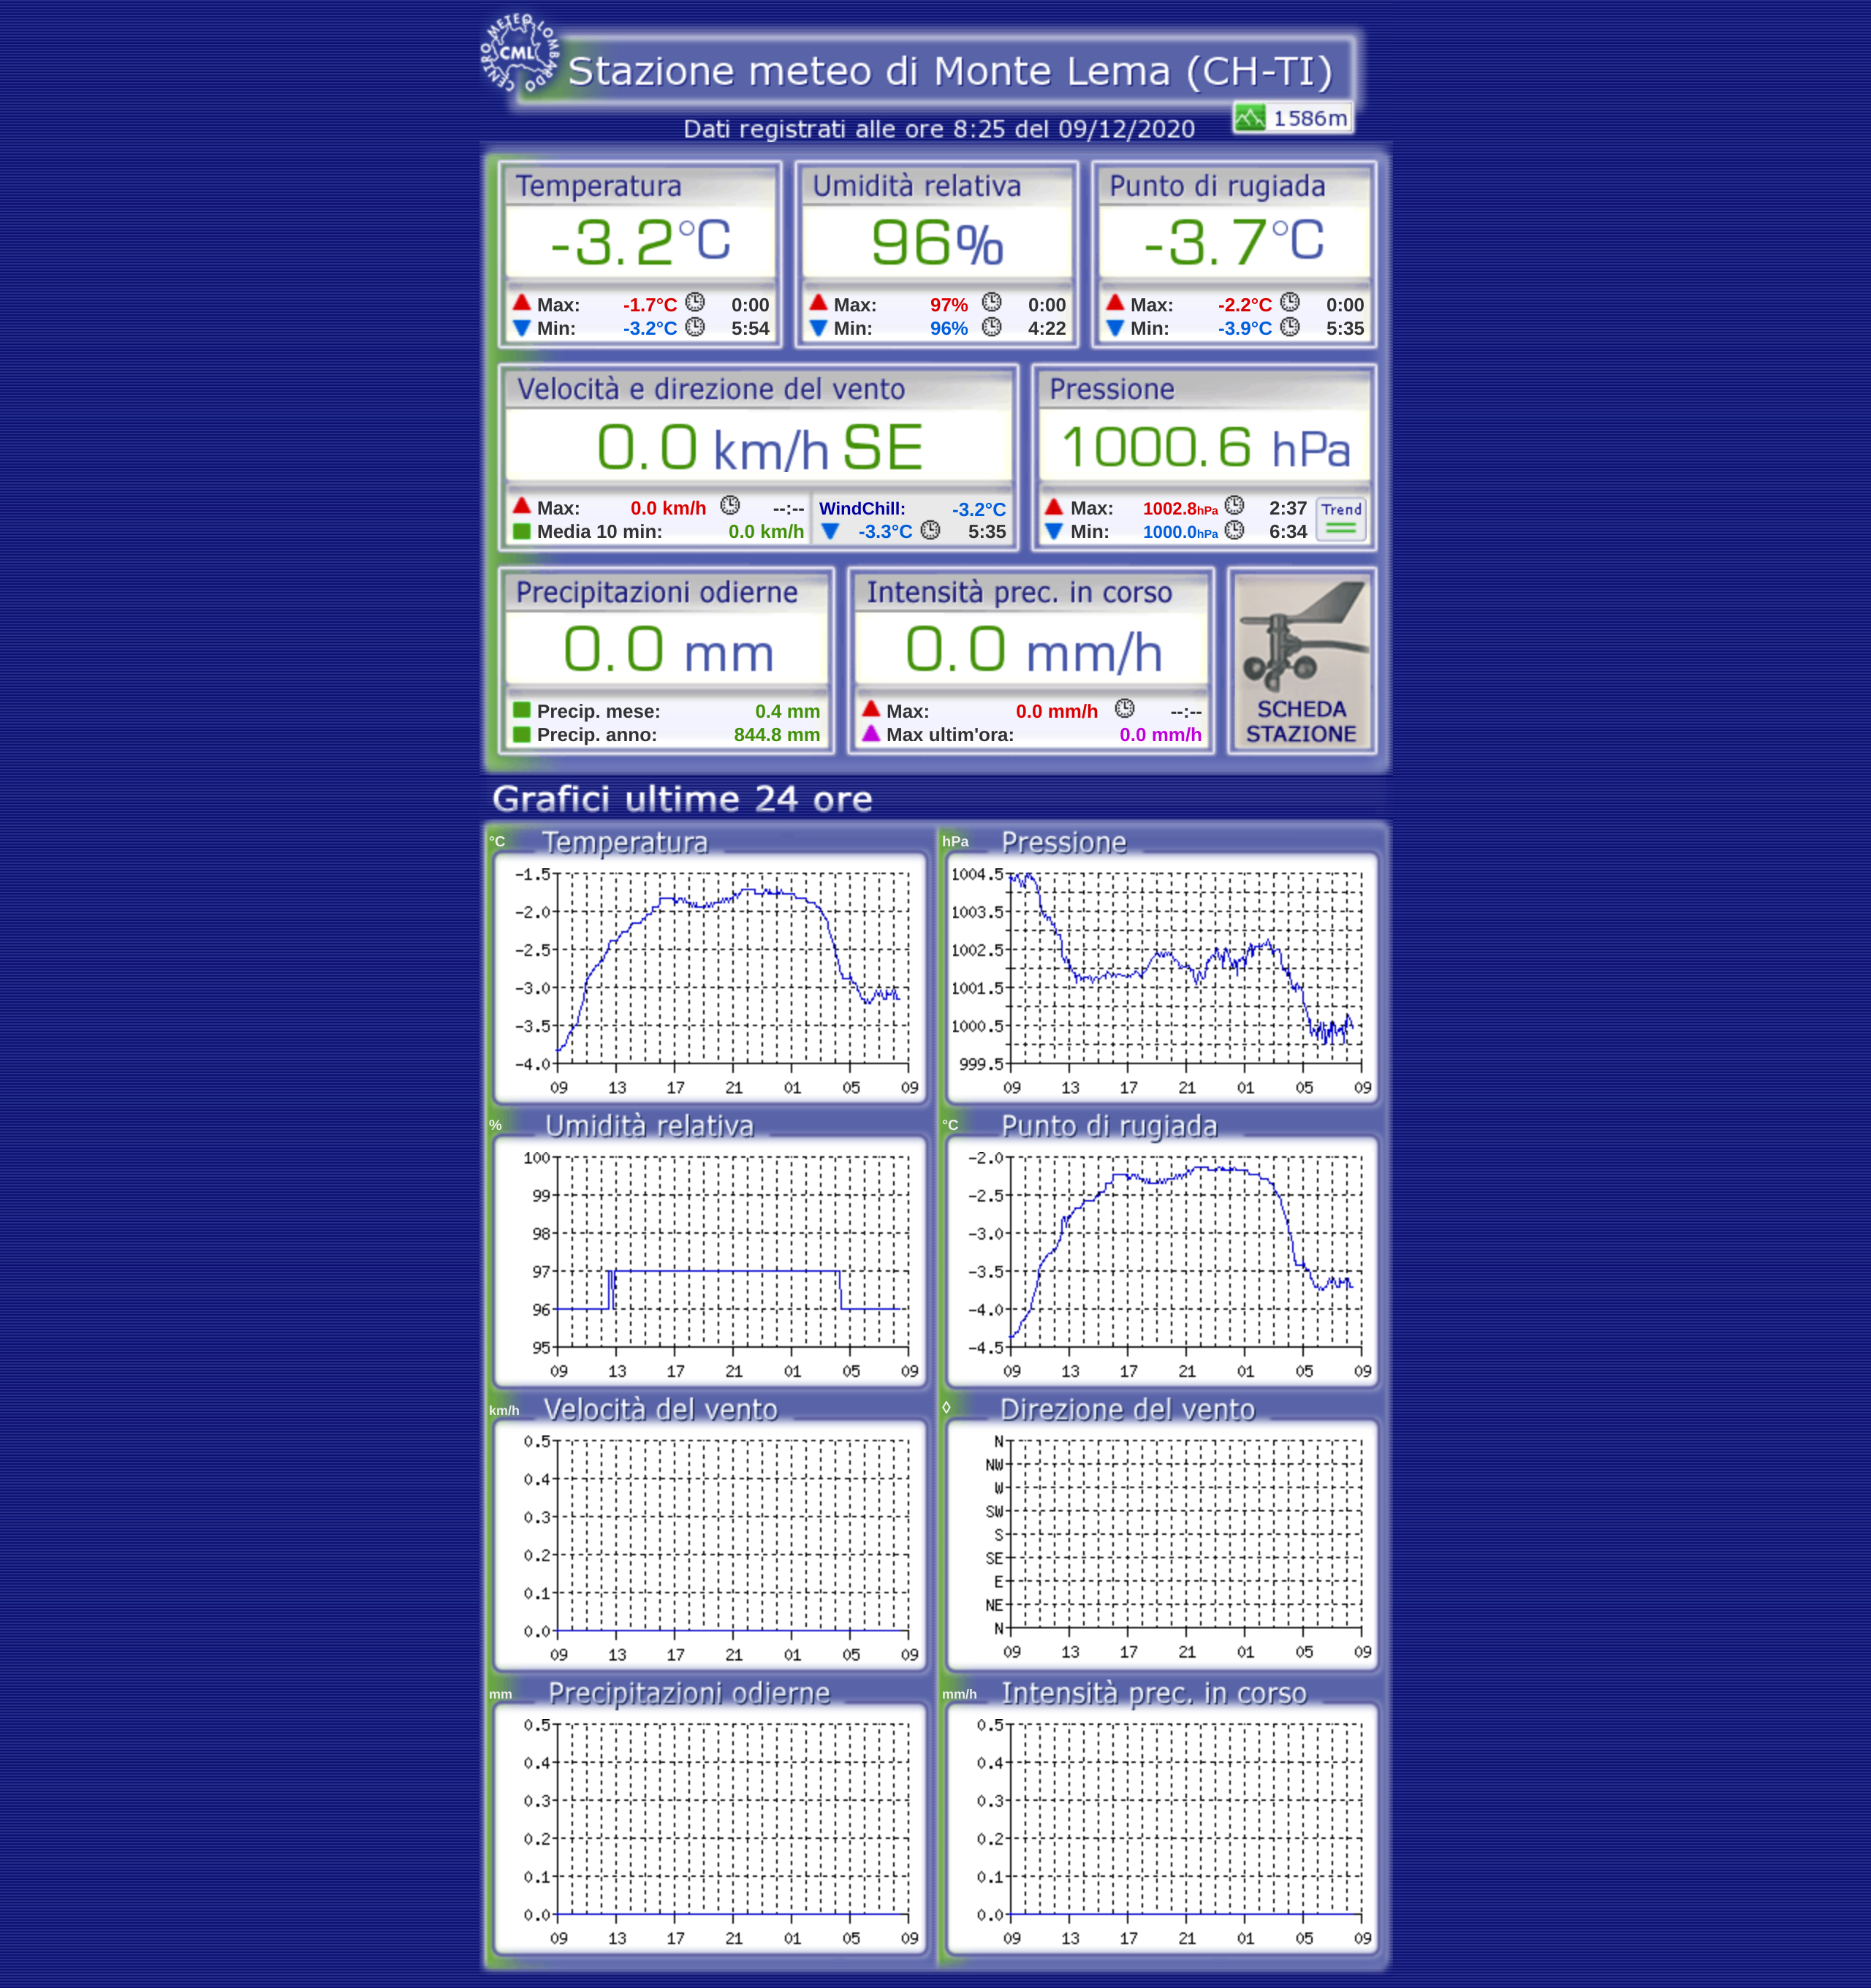 CENTRO METEO LOMBARDO
CML
Stazione meteo di Monte Lema (CH-TI)
1586m
Dati registrati alle ore 8:25 del 09/12/2020
Temperatura Umidità relativa Punto di rugiada
-3.2°C 96% -3.7°C
Max: -1.7°C 0:00 Max: 97% 0:00 Max: -2.2°C 0:00
Min: -3.2°C 5:54 Min: 96% 4:22 Min: -3.9°C 5:35
Velocità e direzione del vento Pressione
0.0 km/h SE 1000.6 hPa
Max: 0.0 km/h --:-- WindChill: -3.2°C Max: 1002.8hPa 2:37 Trend
Media 10 min: 0.0 km/h -3.3°C 5:35 Min: 1000.0hPa 6:34
Precipitazioni odierne Intensità prec. in corso
0.0 mm 0.0 mm/h
Precip. mese: 0.4 mm Max: 0.0 mm/h --:-- SCHEDA
Precip. anno: 844.8 mm Max ultim'ora: 0.0 mm/h STAZIONE
Grafici ultime 24 ore
°C Temperatura
-1.5
-2.0
-2.5
-3.0
-3.5
-4.0
09 13 17 21 01 05 09
hPa Pressione
1004.5
1003.5
1002.5
1001.5
1000.5
999.5
09 13 17 21 01 05 09
% Umidità relativa
100
99
98
97
96
95
09 13 17 21 01 05 09
°C Punto di rugiada
-2.0
-2.5
-3.0
-3.5
-4.0
-4.5
09 13 17 21 01 05 09
km/h Velocità del vento
0.5
0.4
0.3
0.2
0.1
0.0
09 13 17 21 01 05 09
◊ Direzione del vento
N
NW
W
SW
S
SE
E
NE
N
09 13 17 21 01 05 09
mm Precipitazioni odierne
0.5
0.4
0.3
0.2
0.1
0.0
09 13 17 21 01 05 09
mm/h Intensità prec. in corso
0.5
0.4
0.3
0.2
0.1
0.0
09 13 17 21 01 05 09